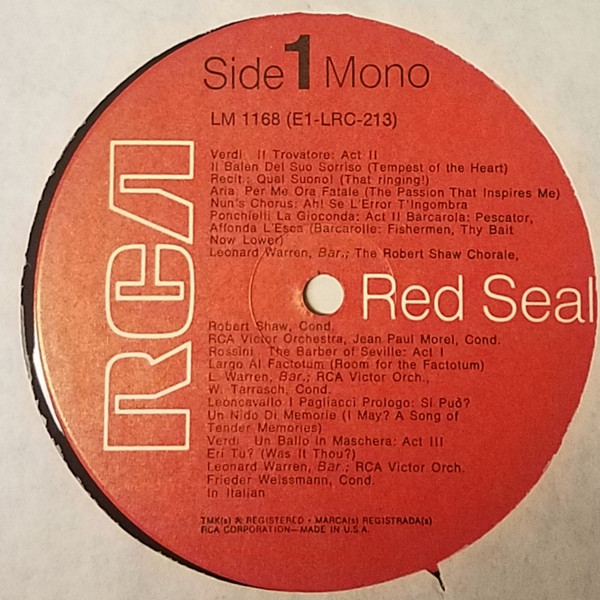 Side 1 Mono
LM 1168 (E1-LRC-213)
Verdi Il Trovatore: Act II
Il Balen Del Suo Sorriso (Tempest of the Heart)
Recit.: Qual Suono! (That ringing!)
Aria: Per Me Ora Fatale (The Passion That Inspires Me)
Nun's Chorus: Ah! Se L'Error T'Ingombra
Ponchielli La Gioconda: Act II Barcarola: Pescator,
Affonda L'Esca (Barcarolle: Fishermen, Thy Bait
Now Lower)
Leonard Warren, Bar.; The Robert Shaw Chorale,
RCA
Red Seal
Robert Shaw, Cond.
RCA Victor Orchestra, Jean Paul Morel, Cond.
Rossini The Barber of Seville: Act I
Largo Al Factotum (Room for the Factotum)
L. Warren, Bar.; RCA Victor Orch.,
W. Tarrasch, Cond.
Leoncavallo I Pagliacci Prologo: Si Può?
Un Nido Di Memorie (I May? A Song of
Tender Memories)
Verdi Un Ballo in Maschera: Act III
Eri Tu? (Was It Thou?)
Leonard Warren, Bar.; RCA Victor Orch.
Frieder Weissmann, Cond.
In Italian
TMK(s) ® REGISTERED • MARCA(s) REGISTRADA(s)
RCA CORPORATION—MADE IN U.S.A.